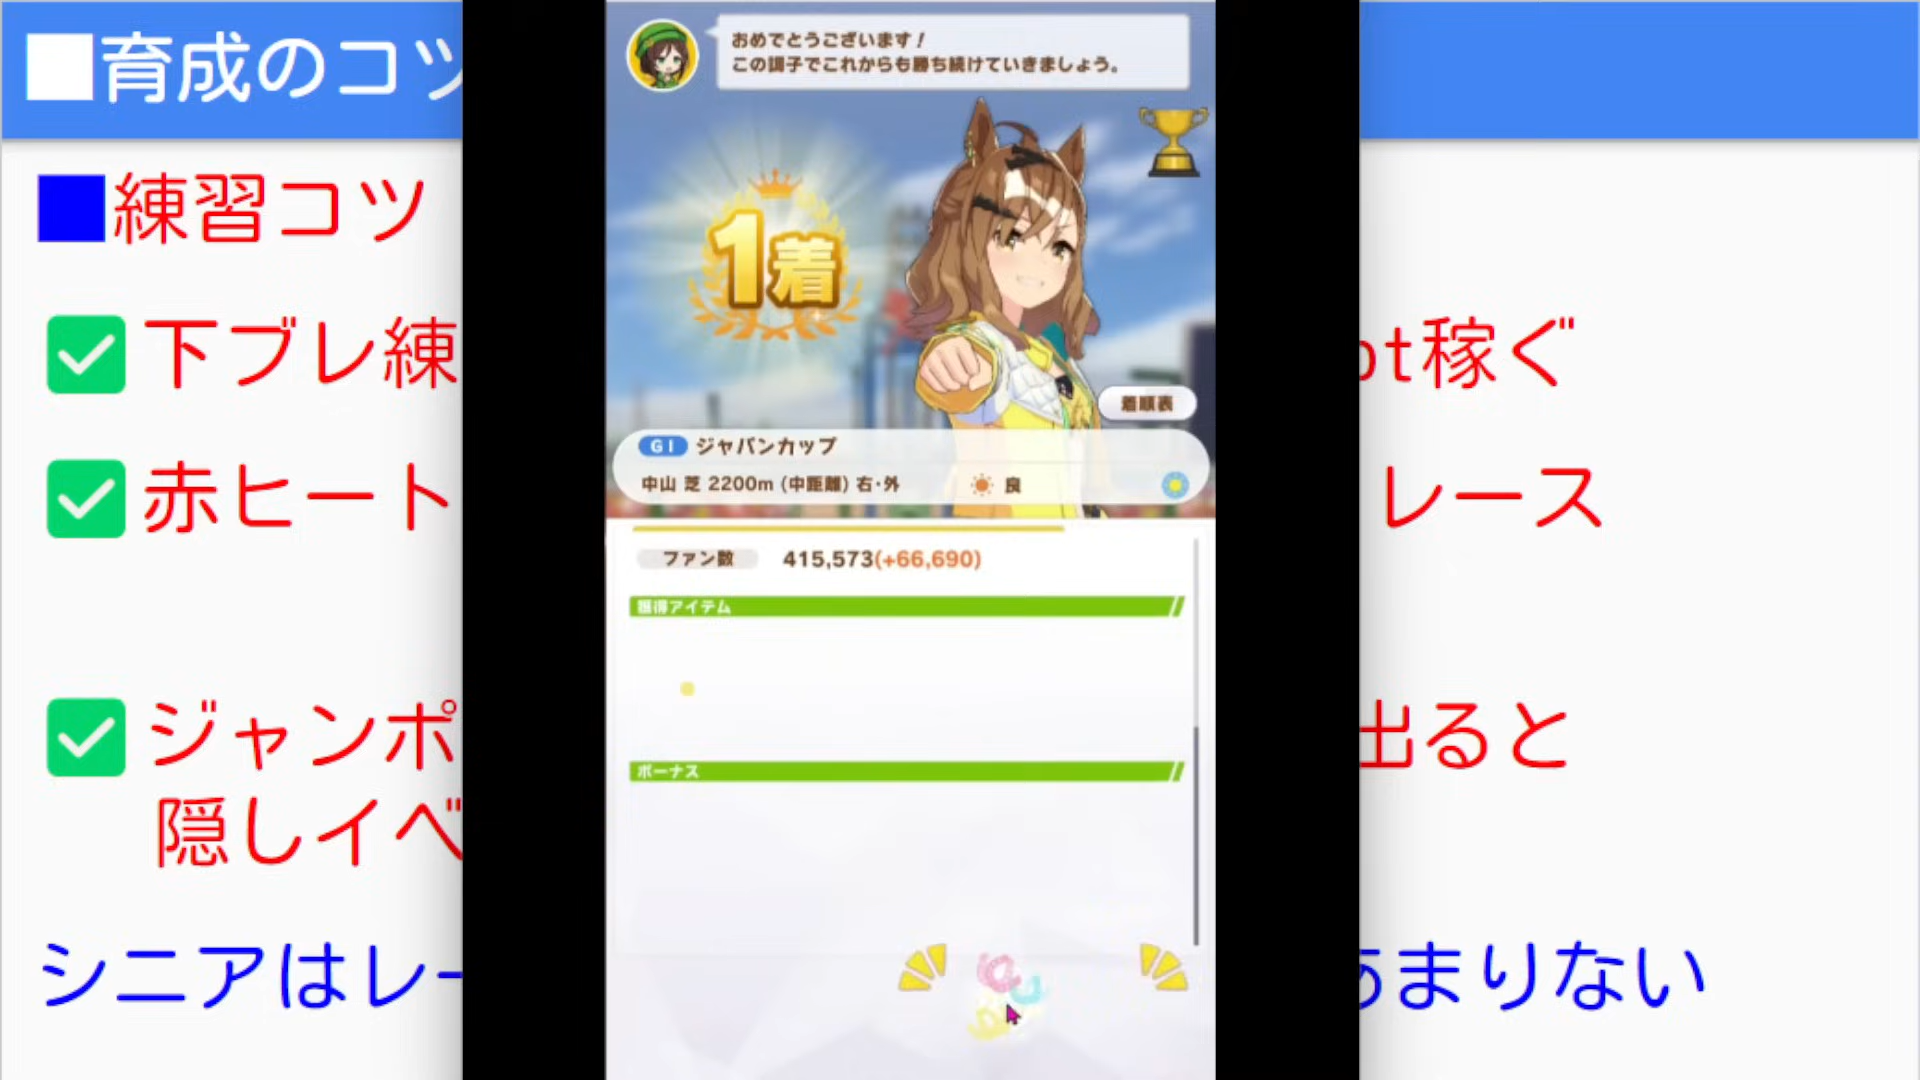 ■育成のコツ
■練習コツ
下ブレ練
pt稼ぐ
赤ヒート
レース
ジャンポ
出ると
隠しイベ
シニアはレー
あまりない
おめでとうございます！
この調子でこれからも勝ち続けていきましょう。
1着
着順表
GI ジャパンカップ
中山 芝 2200m (中距離) 右・外 良
ファン数 415,573(+66,690)
獲得アイテム
ボーナス